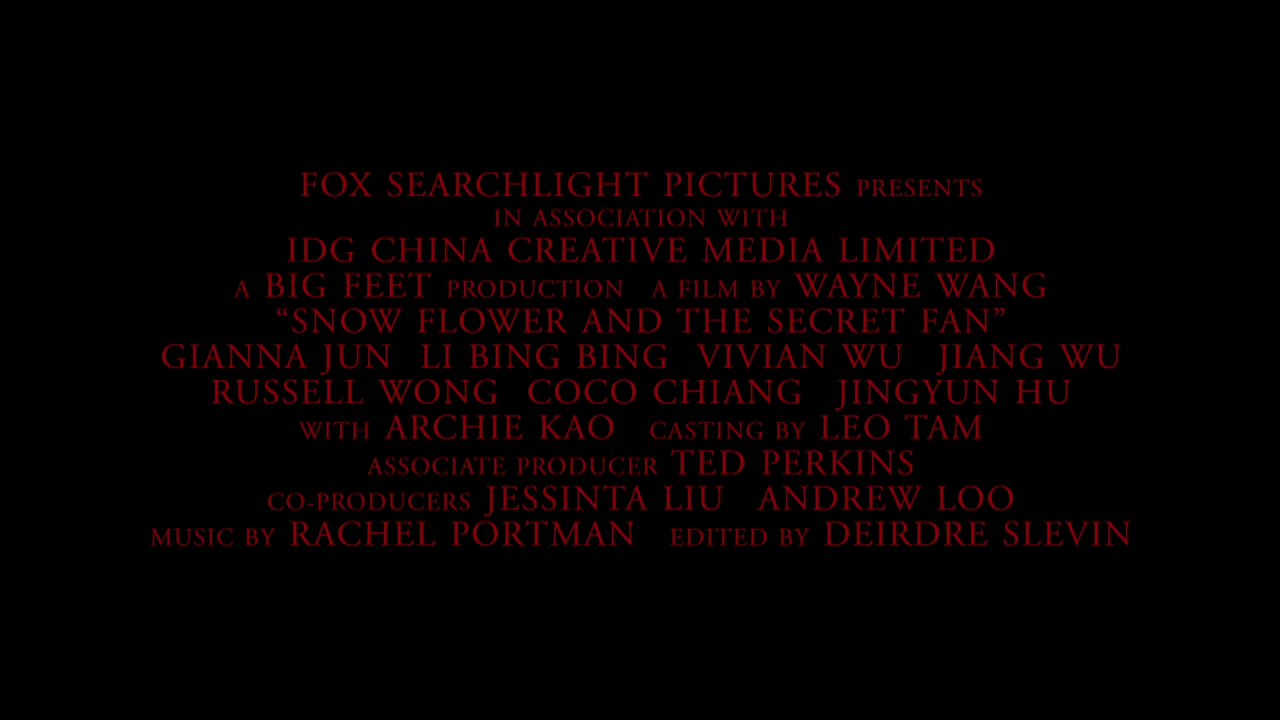 FOX SEARCHLIGHT PICTURES PRESENTS
IN ASSOCIATION WITH
IDG CHINA CREATIVE MEDIA LIMITED
A BIG FEET PRODUCTION A FILM BY WAYNE WANG
“SNOW FLOWER AND THE SECRET FAN”
GIANNA JUN LI BING BING VIVIAN WU JIANG WU
RUSSELL WONG COCO CHIANG JINGYUN HU
WITH ARCHIE KAO CASTING BY LEO TAM
ASSOCIATE PRODUCER TED PERKINS
CO-PRODUCERS JESSINTA LIU ANDREW LOO
MUSIC BY RACHEL PORTMAN EDITED BY DEIRDRE SLEVIN